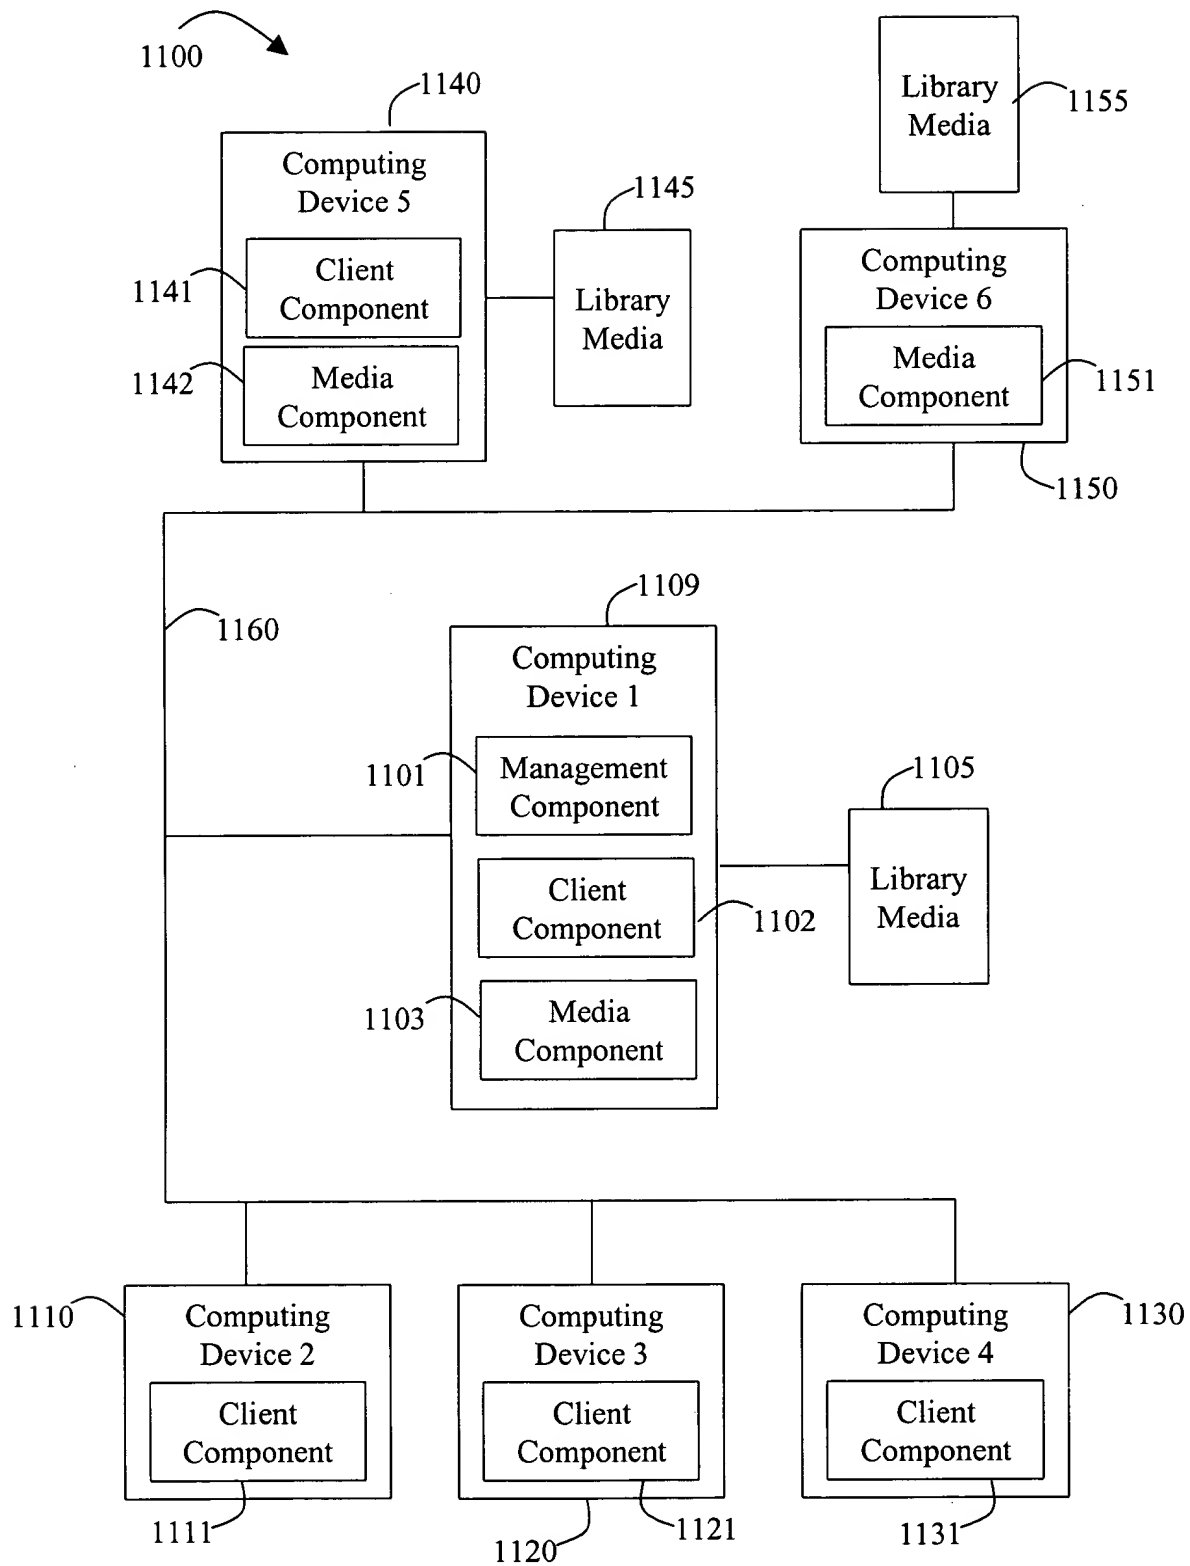 1100
1140
Computing
Device 5
1141
Client
Component
1142
Media
Component
1145
Library
Media
Library
Media
1155
Computing
Device 6
Media
Component
1151
1150
1160
1109
Computing
Device 1
1101
Management
Component
Client
Component
1102
1103
Media
Component
1105
Library
Media
1110
Computing
Device 2
Client
Component
1111
Computing
Device 3
Client
Component
1120
1121
Computing
Device 4
1130
Client
Component
1131